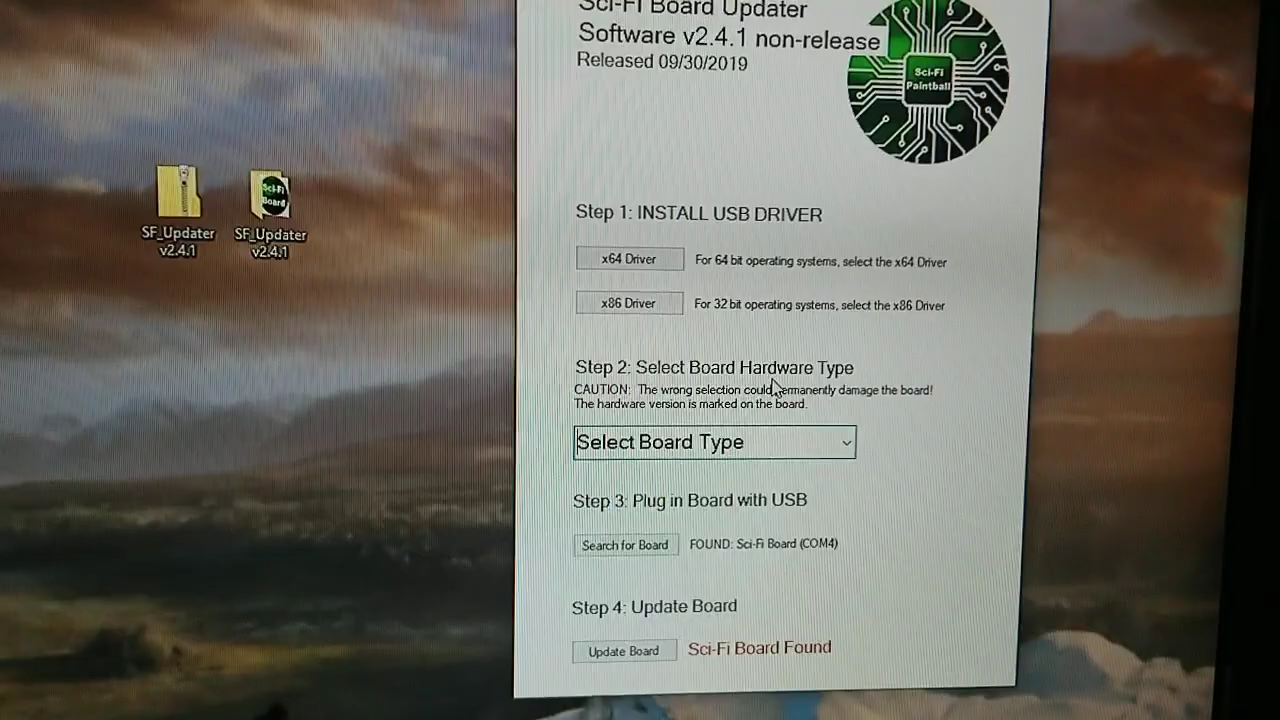 Sci-Fi Board Updater
Software v2.4.1 non-release
Released 09/30/2019
Sci-Fi
Paintball
Sci-Fi
Board
SF_Updater
v2.4.1
SF_Updater
v2.4.1
Step 1: INSTALL USB DRIVER
x64 Driver For 64 bit operating systems, select the x64 Driver
x86 Driver For 32 bit operating systems, select the x86 Driver
Step 2: Select Board Hardware Type
CAUTION: The wrong selection could permanently damage the board!
The hardware version is marked on the board.
Select Board Type
Step 3: Plug in Board with USB
Search for Board FOUND: Sci-Fi Board (COM4)
Step 4: Update Board
Update Board Sci-Fi Board Found